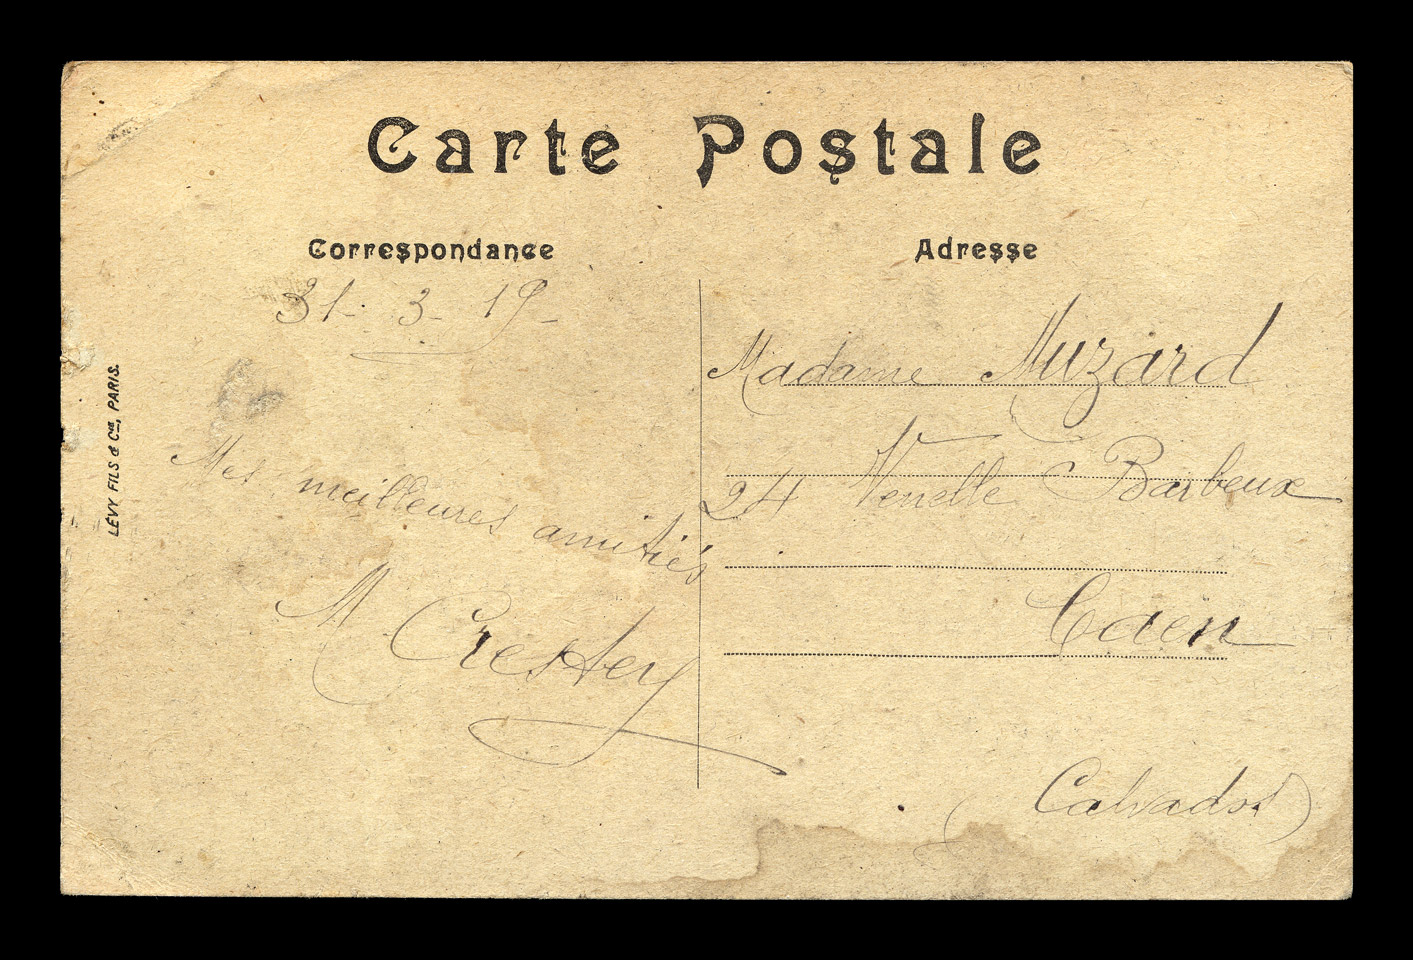 Carte Postale
Correspondance
31-3-19-
Mes meilleures amitiés
M Crestey
Adresse
Madame Muzard
24 Venelle Barbeux
Caen
(Calvados)
LÉVY FILS & Cie, PARIS.